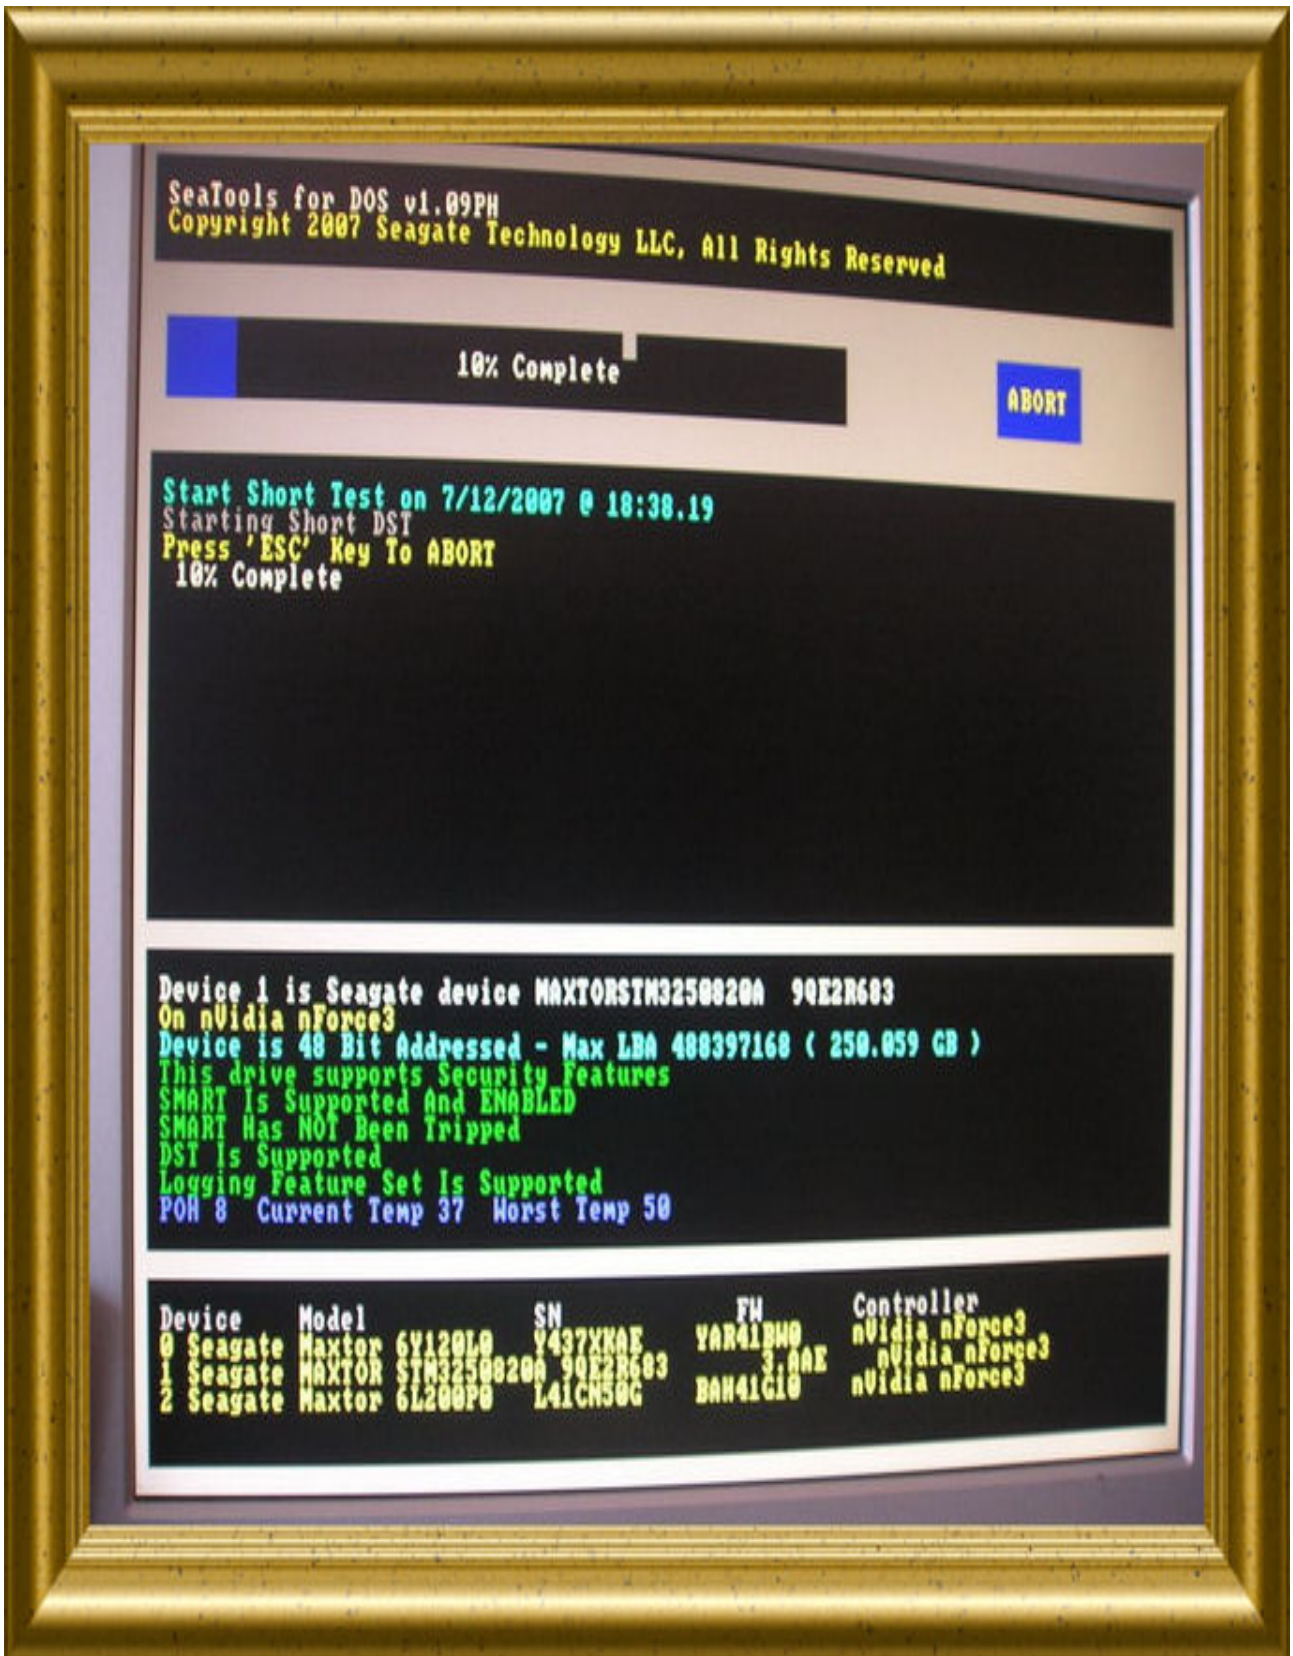 SeaTools for DOS v1.09PH
Copyright 2007 Seagate Technology LLC, All Rights Reserved
10% Complete
ABORT
Start Short Test on 7/12/2007 @ 18:38.19
Starting Short DST
Press 'ESC' Key To ABORT
10% Complete
Device 1 is Seagate device MAXTORSTM3250820A 9QE2R683
On nVidia nForce3
Device is 48 Bit Addressed - Max LBA 488397168 ( 250.059 GB )
This drive supports Security Features
SMART Is Supported And ENABLED
SMART Has NOT Been Tripped
DST Is Supported
Logging Feature Set Is Supported
POH 8 Current Temp 37 Worst Temp 50
Device Model SN FW Controller
0 Seagate Maxtor 6Y120L0 Y437XKAE YAR41BW0 nVidia nForce3
1 Seagate MAXTOR STM3250820A 9QE2R683 3.AAE nVidia nForce3
2 Seagate Maxtor 6L200P0 L41CN50G BAH41G10 nVidia nForce3